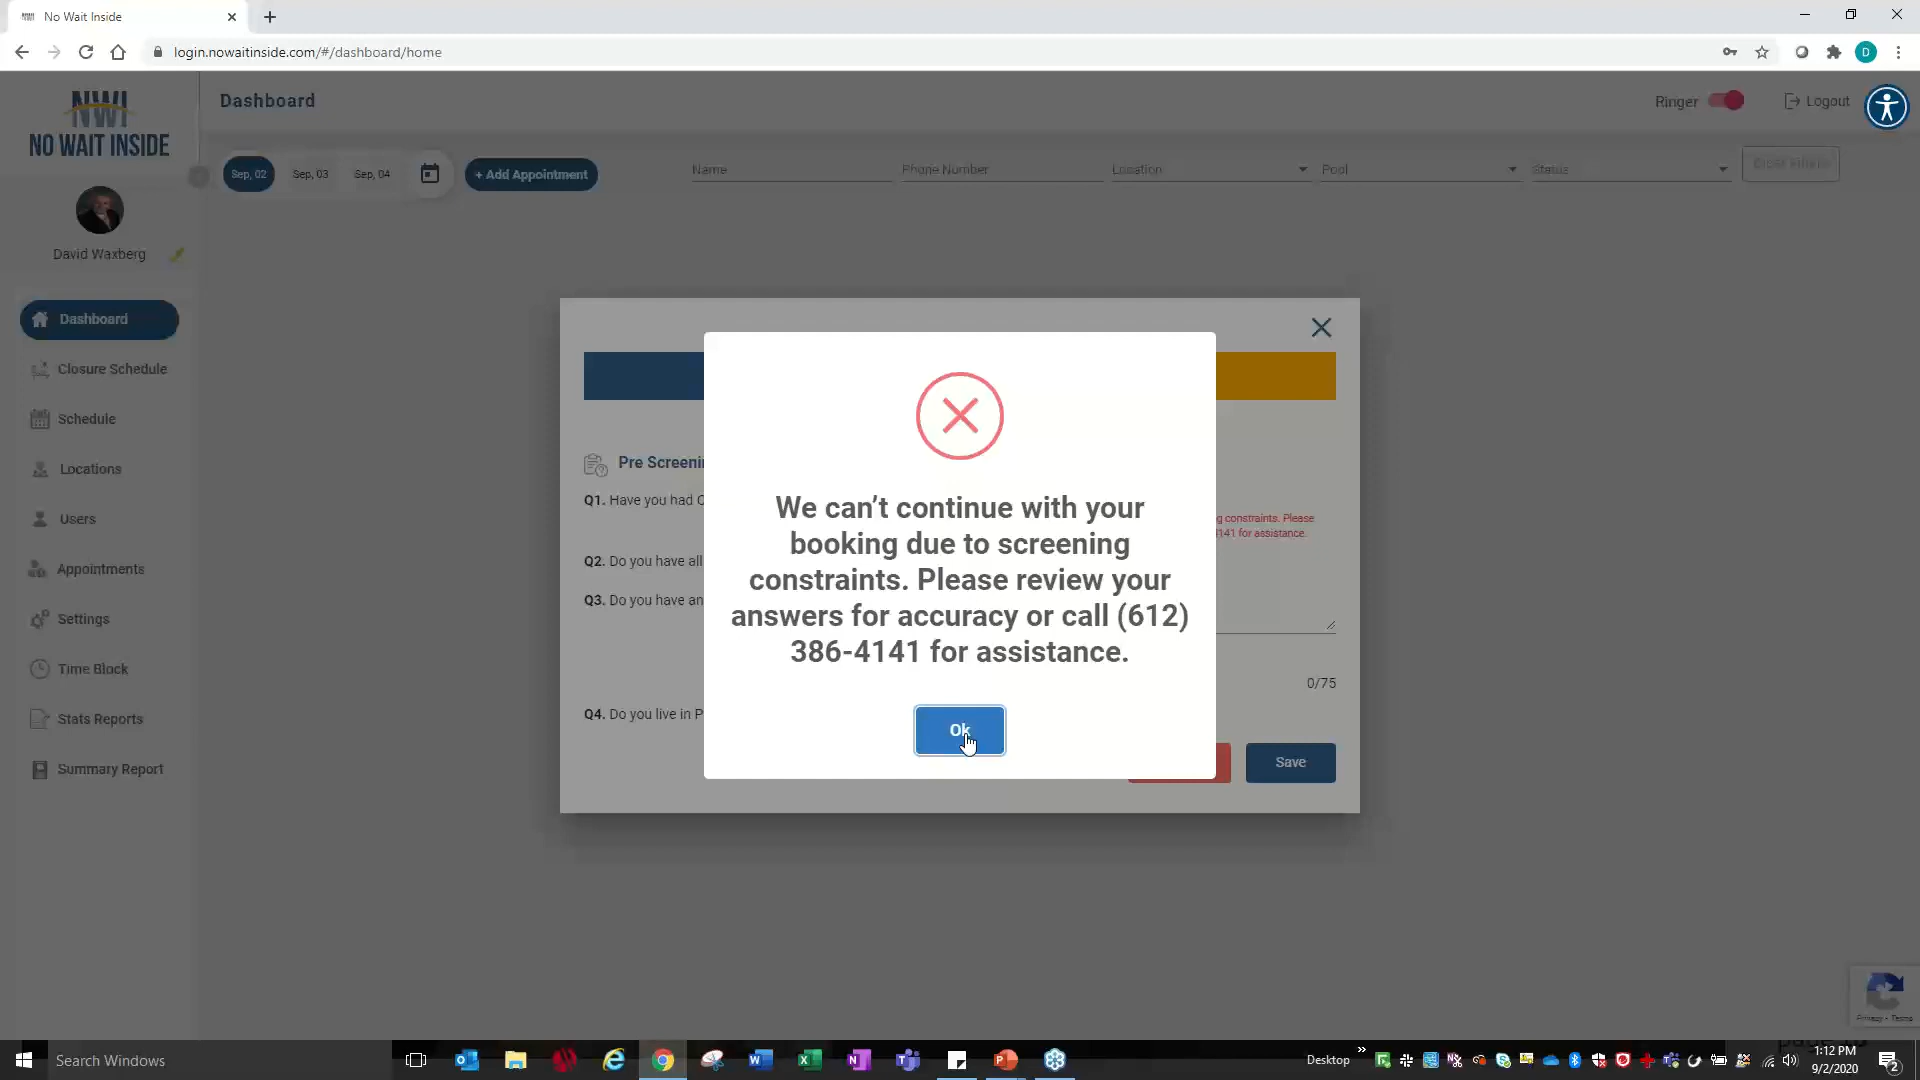 No Wait Inside
login.nowaitinside.com/#/dashboard/home
D
NWI
NO WAIT INSIDE
Dashboard
Ringer
Logout
Sep, 02
Sep, 03
Sep, 04
+ Add Appointment
Name
Phone Number
Location
Pool
Status
Clear Filters
David Waxberg
Dashboard
Closure Schedule
Schedule
Locations
Users
Appointments
Settings
Time Block
Stats Reports
Summary Report
Pre Screeni
Q1. Have you had C
g constraints. Please
141 for assistance.
Q2. Do you have all
Q3. Do you have an
0/75
Q4. Do you live in P
Save
We can’t continue with your
booking due to screening
constraints. Please review your
answers for accuracy or call (612)
386-4141 for assistance.
Ok
Privacy - Terms
Search Windows
Desktop
1:12 PM
9/2/2020
2